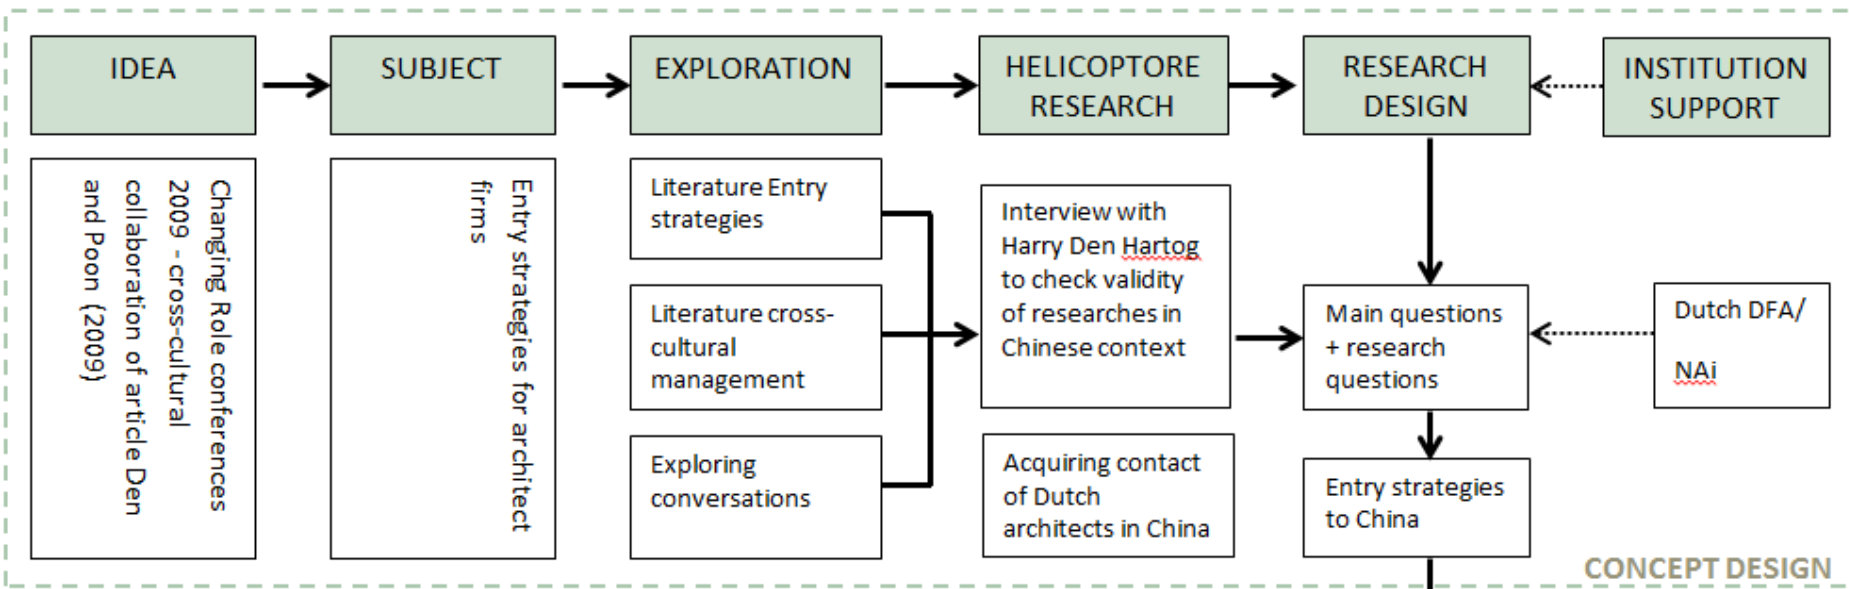 IDEA
SUBJECT
EXPLORATION
HELICOPTORE
RESEARCH
RESEARCH
DESIGN
INSTITUTION
SUPPORT
Changing Role conferences
2009 - cross-cultural
collaboration of article Den
and Poon (2009)
Entry strategies for architect
firms
Literature Entry
strategies
Literature cross-
cultural
management
Exploring
conversations
Interview with
Harry Den Hartog
to check validity
of researches in
Chinese context
Acquiring contact
of Dutch
architects in China
Main questions
+ research
questions
Entry strategies
to China
Dutch DFA/
NAi
CONCEPT DESIGN